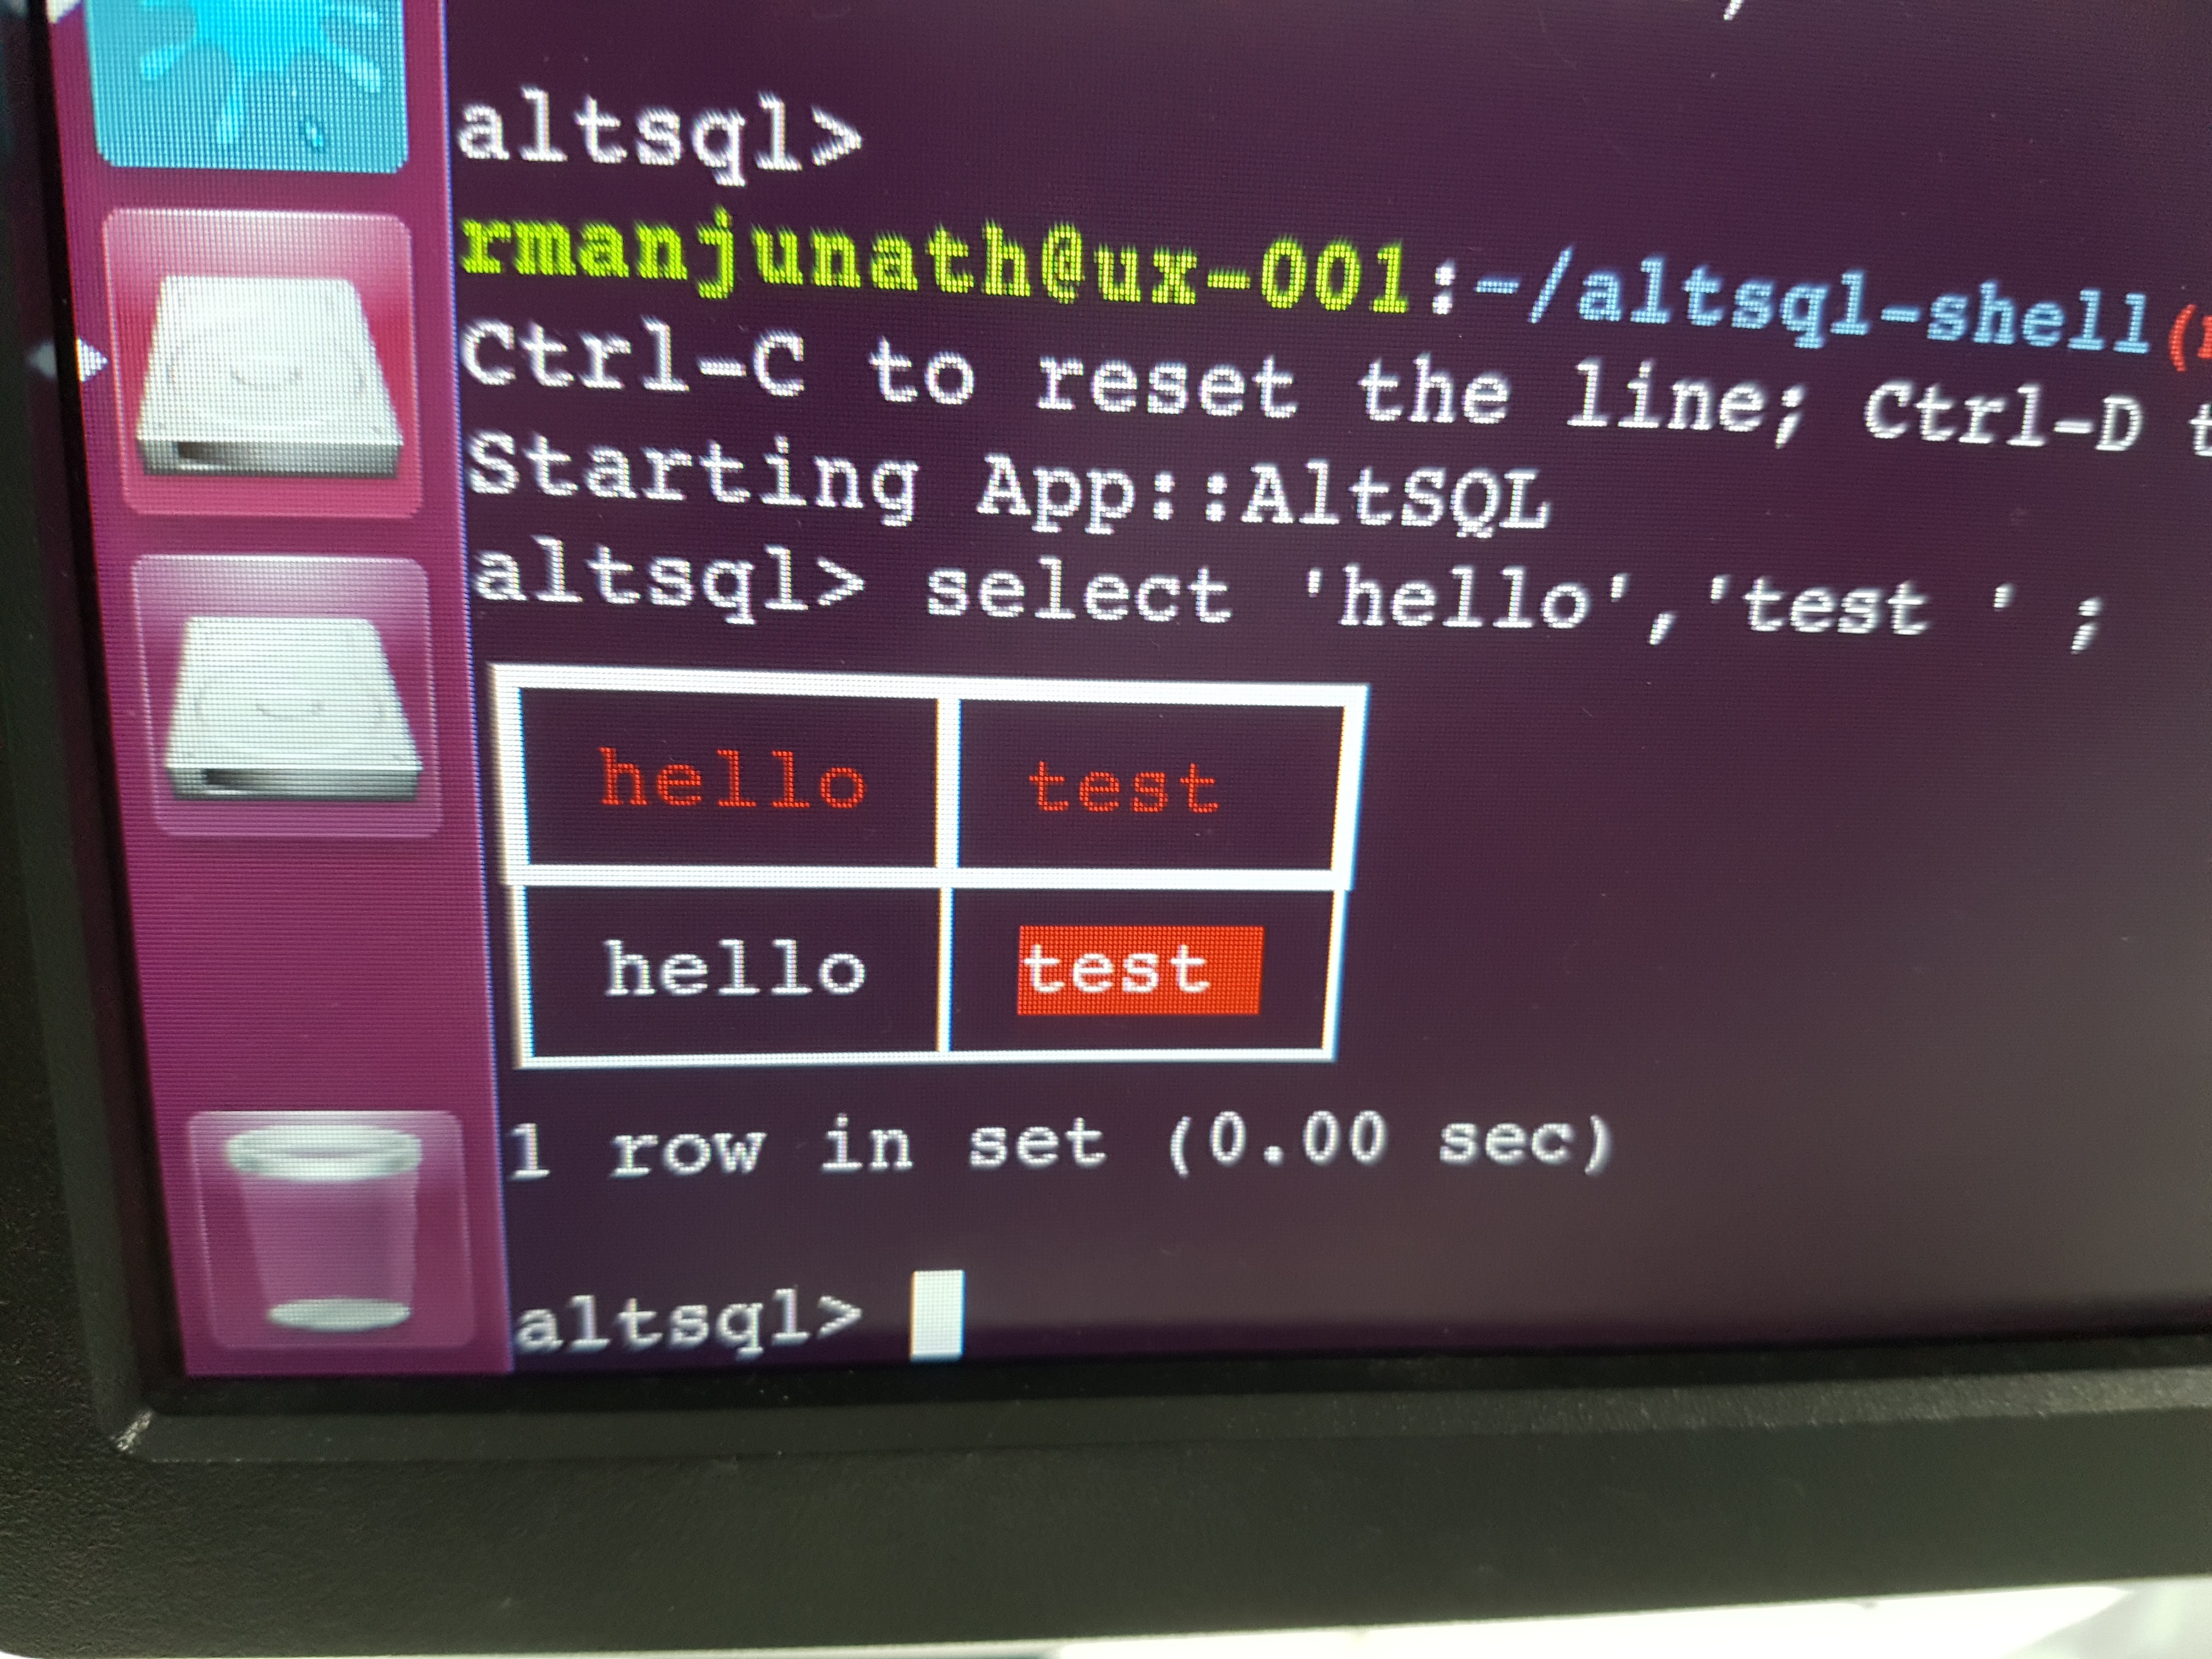 altsql>
rmanjunath@ux-001:~/altsql-shell(
Ctrl-C to reset the line; Ctrl-D
Starting App::AltSQL
altsql> select 'hello','test ' ;
hello test
hello test
1 row in set (0.00 sec)
altsql>